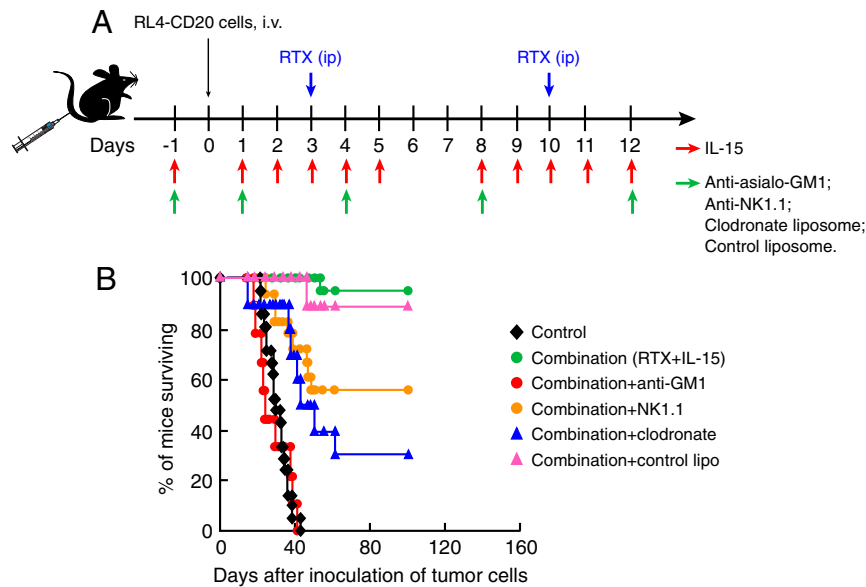 A
RL4-CD20 cells, i.v.
RTX (ip)
RTX (ip)
Days -1 0 1 2 3 4 5 6 7 8 9 10 11 12
IL-15
Anti-asialo-GM1;
Anti-NK1.1;
Clodronate liposome;
Control liposome.
B
% of mice surviving
100
80
60
40
20
0
0 40 80 120 160
Days after inoculation of tumor cells
Control
Combination (RTX+IL-15)
Combination+anti-GM1
Combination+NK1.1
Combination+clodronate
Combination+control lipo